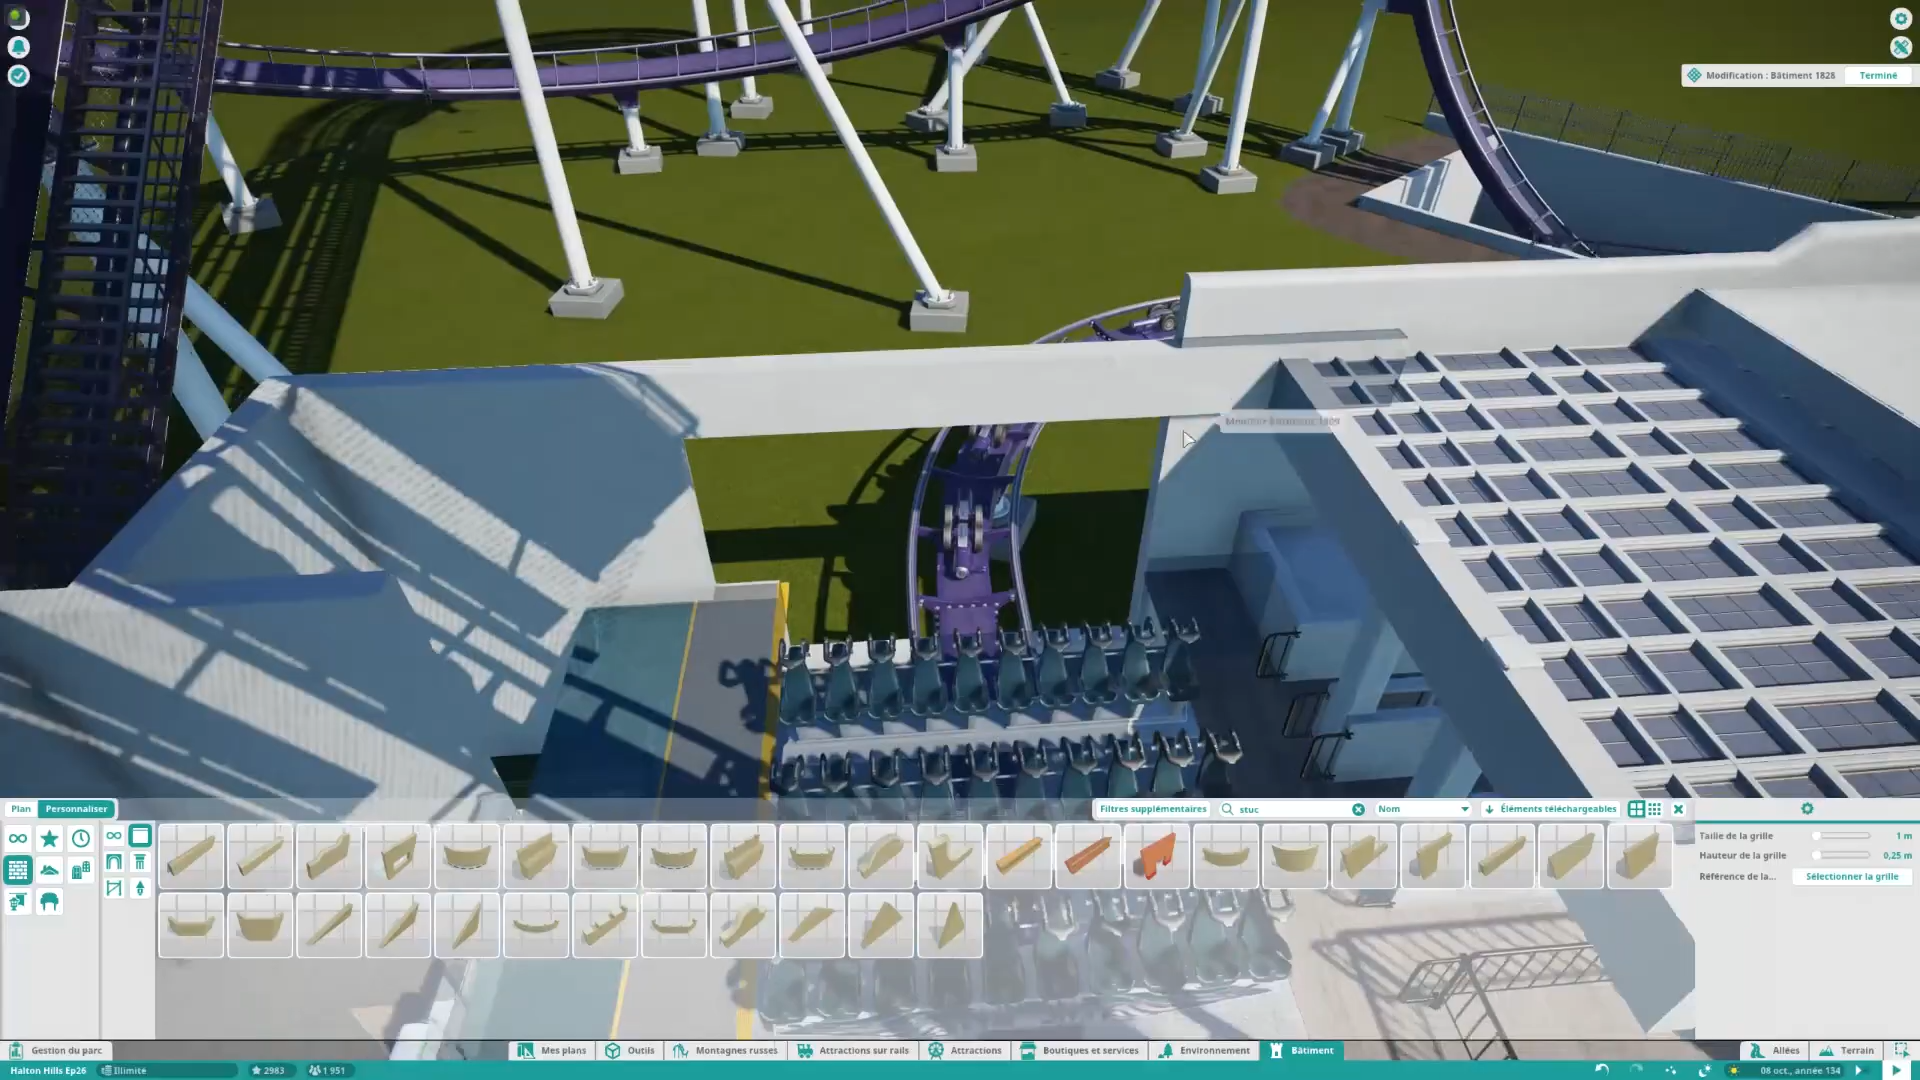 Modification : Bâtiment 1828
Terminé
Plan
Personnaliser
Filtres supplémentaires
stuc
Nom
Éléments téléchargeables
Taille de la grille
1 m
Hauteur de la grille
0,25 m
Référence de la...
Sélectionner la grille
Gestion du parc
Mes plans
Outils
Montagnes russes
Attractions sur rails
Attractions
Boutiques et services
Environnement
Bâtiment
Allées
Terrain
Halton Hills Ep26
Illimité
2983
1 951
08 oct., année 134